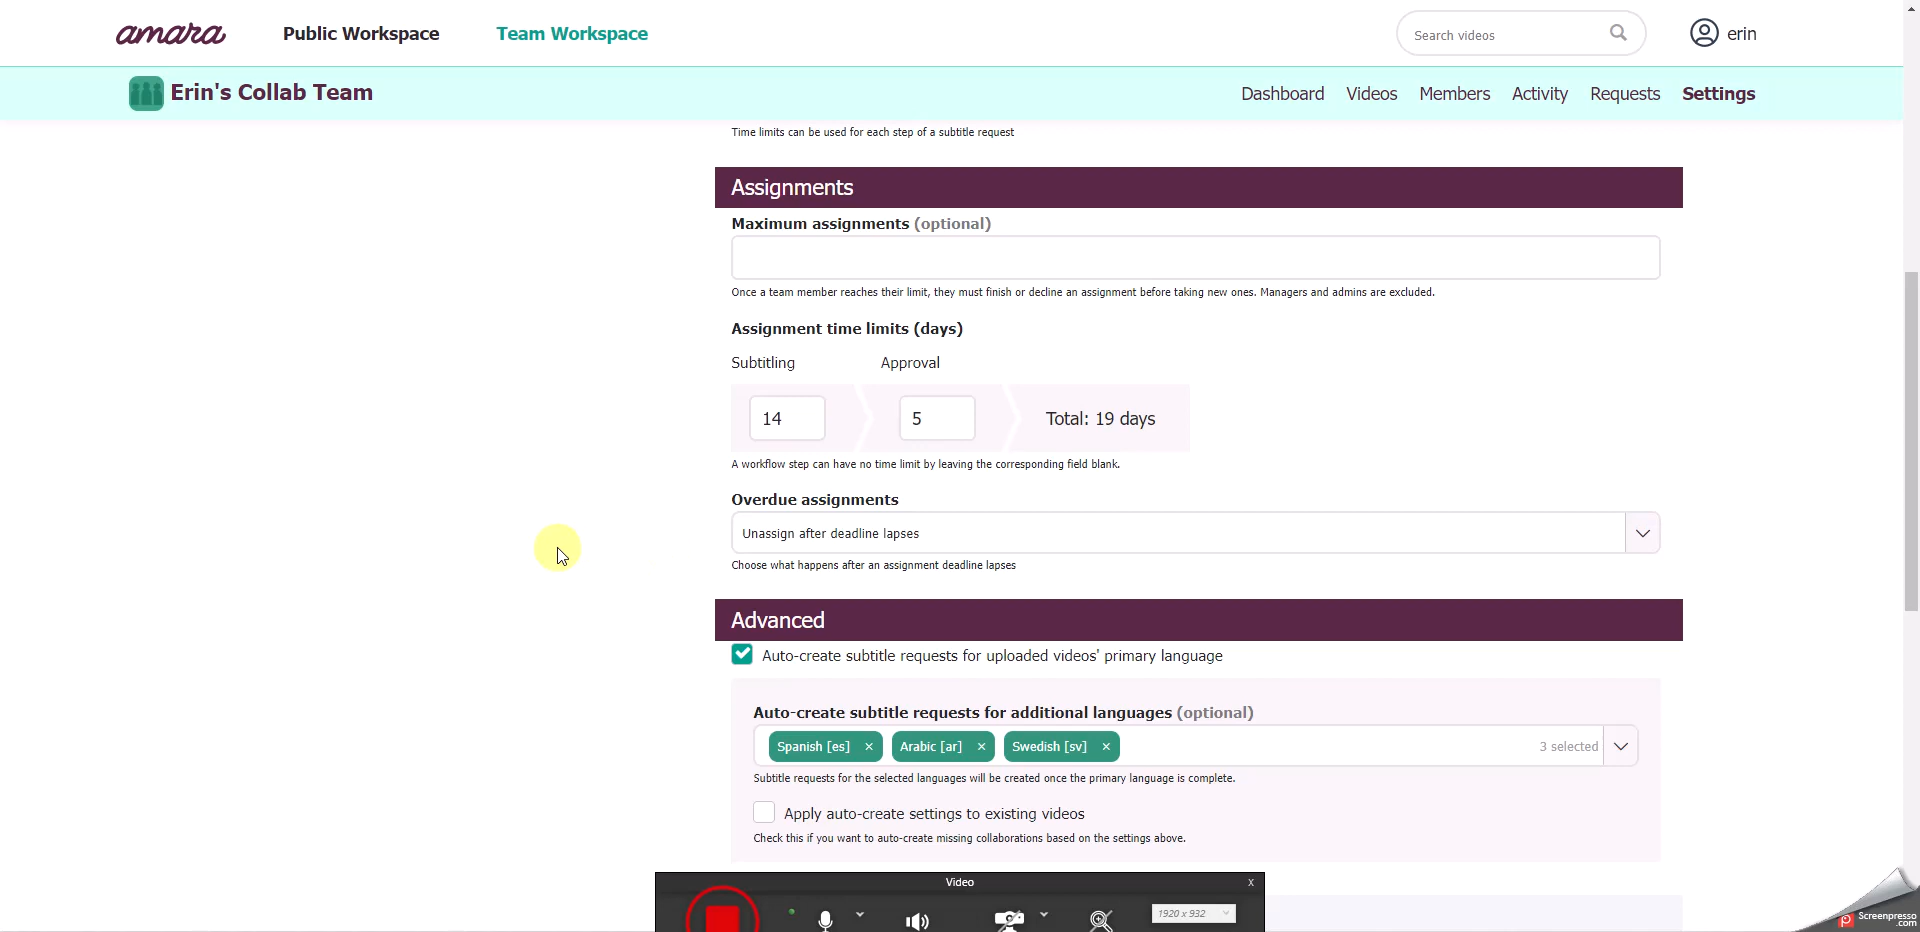 amara
Public Workspace
Team Workspace
Search videos
erin
Erin's Collab Team
Dashboard
Videos
Members
Activity
Requests
Settings
Time limits can be used for each step of a subtitle request
Assignments
Maximum assignments (optional)
Once a team member reaches their limit, they must finish or decline an assignment before taking new ones. Managers and admins are excluded.
Assignment time limits (days)
Subtitling
Approval
14
5
Total: 19 days
A workflow step can have no time limit by leaving the corresponding field blank.
Overdue assignments
Unassign after deadline lapses
Choose what happens after an assignment deadline lapses
Advanced
Auto-create subtitle requests for uploaded videos' primary language
Auto-create subtitle requests for additional languages (optional)
Spanish [es] ×
Arabic [ar] ×
Swedish [sv] ×
3 selected
Subtitle requests for the selected languages will be created once the primary language is complete.
Apply auto-create settings to existing videos
Check this if you want to auto-create missing collaborations based on the settings above.
Video
x
1920 x 932
Screenpresso
.com